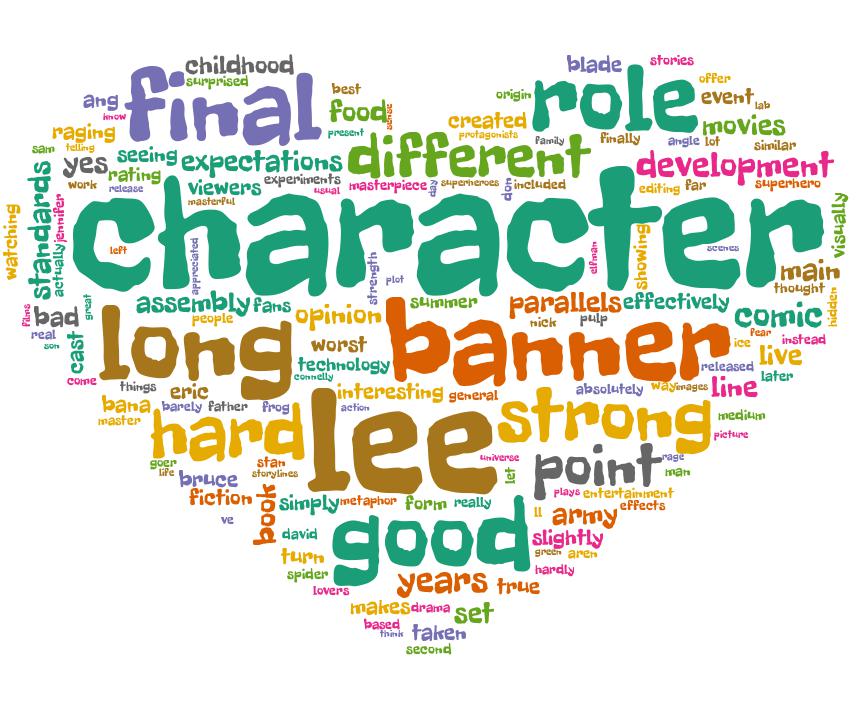 childhood
surprised
blade
stories
final
best
role
offer
ang
know
food
sense
origin
event
lab
raging
telling
present
created
protagonists
movies
sam
yes
seeing
expectations
different
family
finally
angle
lot
similar
standards
rating
work
release
viewers
experiments
usual
masterpiece
day
superheroes
don
included
editing
far
development
superhero
masterful
character
watching
actually
jennifer
left
appreciated
strength
plot
elfman
showing
scenes
visually
main
thought
hidden
films
great
assembly
fans
summer
parallels
effectively
comic
bad
people
opinion
nick
pulp
fear
instead
real
son
cast
long
worst
banner
ice
live
technology
connelly
released
later
come
things
eric
interesting
general
absolutely
way
images
line
bana
barely
father
frog
action
strong
medium
master
hard
lee
picture
goer
life
stan
storylines
universe
let
point
rage
man
bruce
fiction
book
simply
metaphor
form
really
plays
entertainment
ve
good
ll
army
effects
david
slightly
turn
green
aren
spider
hardly
lovers
years
true
makes
drama
set
based
think
taken
second